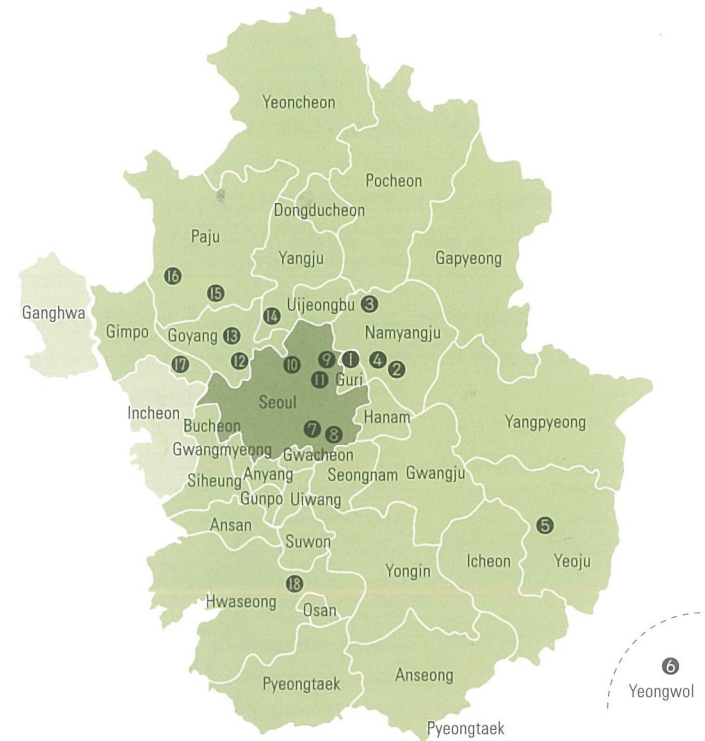 Yeoncheon
Pocheon
Dongducheon
Paju
Yangju
Gapyeong
16
15
Uijeongbu
3
Ganghwa
14
Gimpo
Goyang
13
Namyangju
17
12
10
9
1
4
2
11
Guri
Seoul
Incheon
Bucheon
Hanam
Yangpyeong
7
8
Gwangmyeong
Gwacheon
Siheung
Anyang
Seongnam
Gwangju
Gunpo
Uiwang
Ansan
5
Suwon
Yongin
Icheon
Yeoju
18
Hwaseong
Osan
6
Yeongwol
Pyeongtaek
Anseong
Pyeongtaek